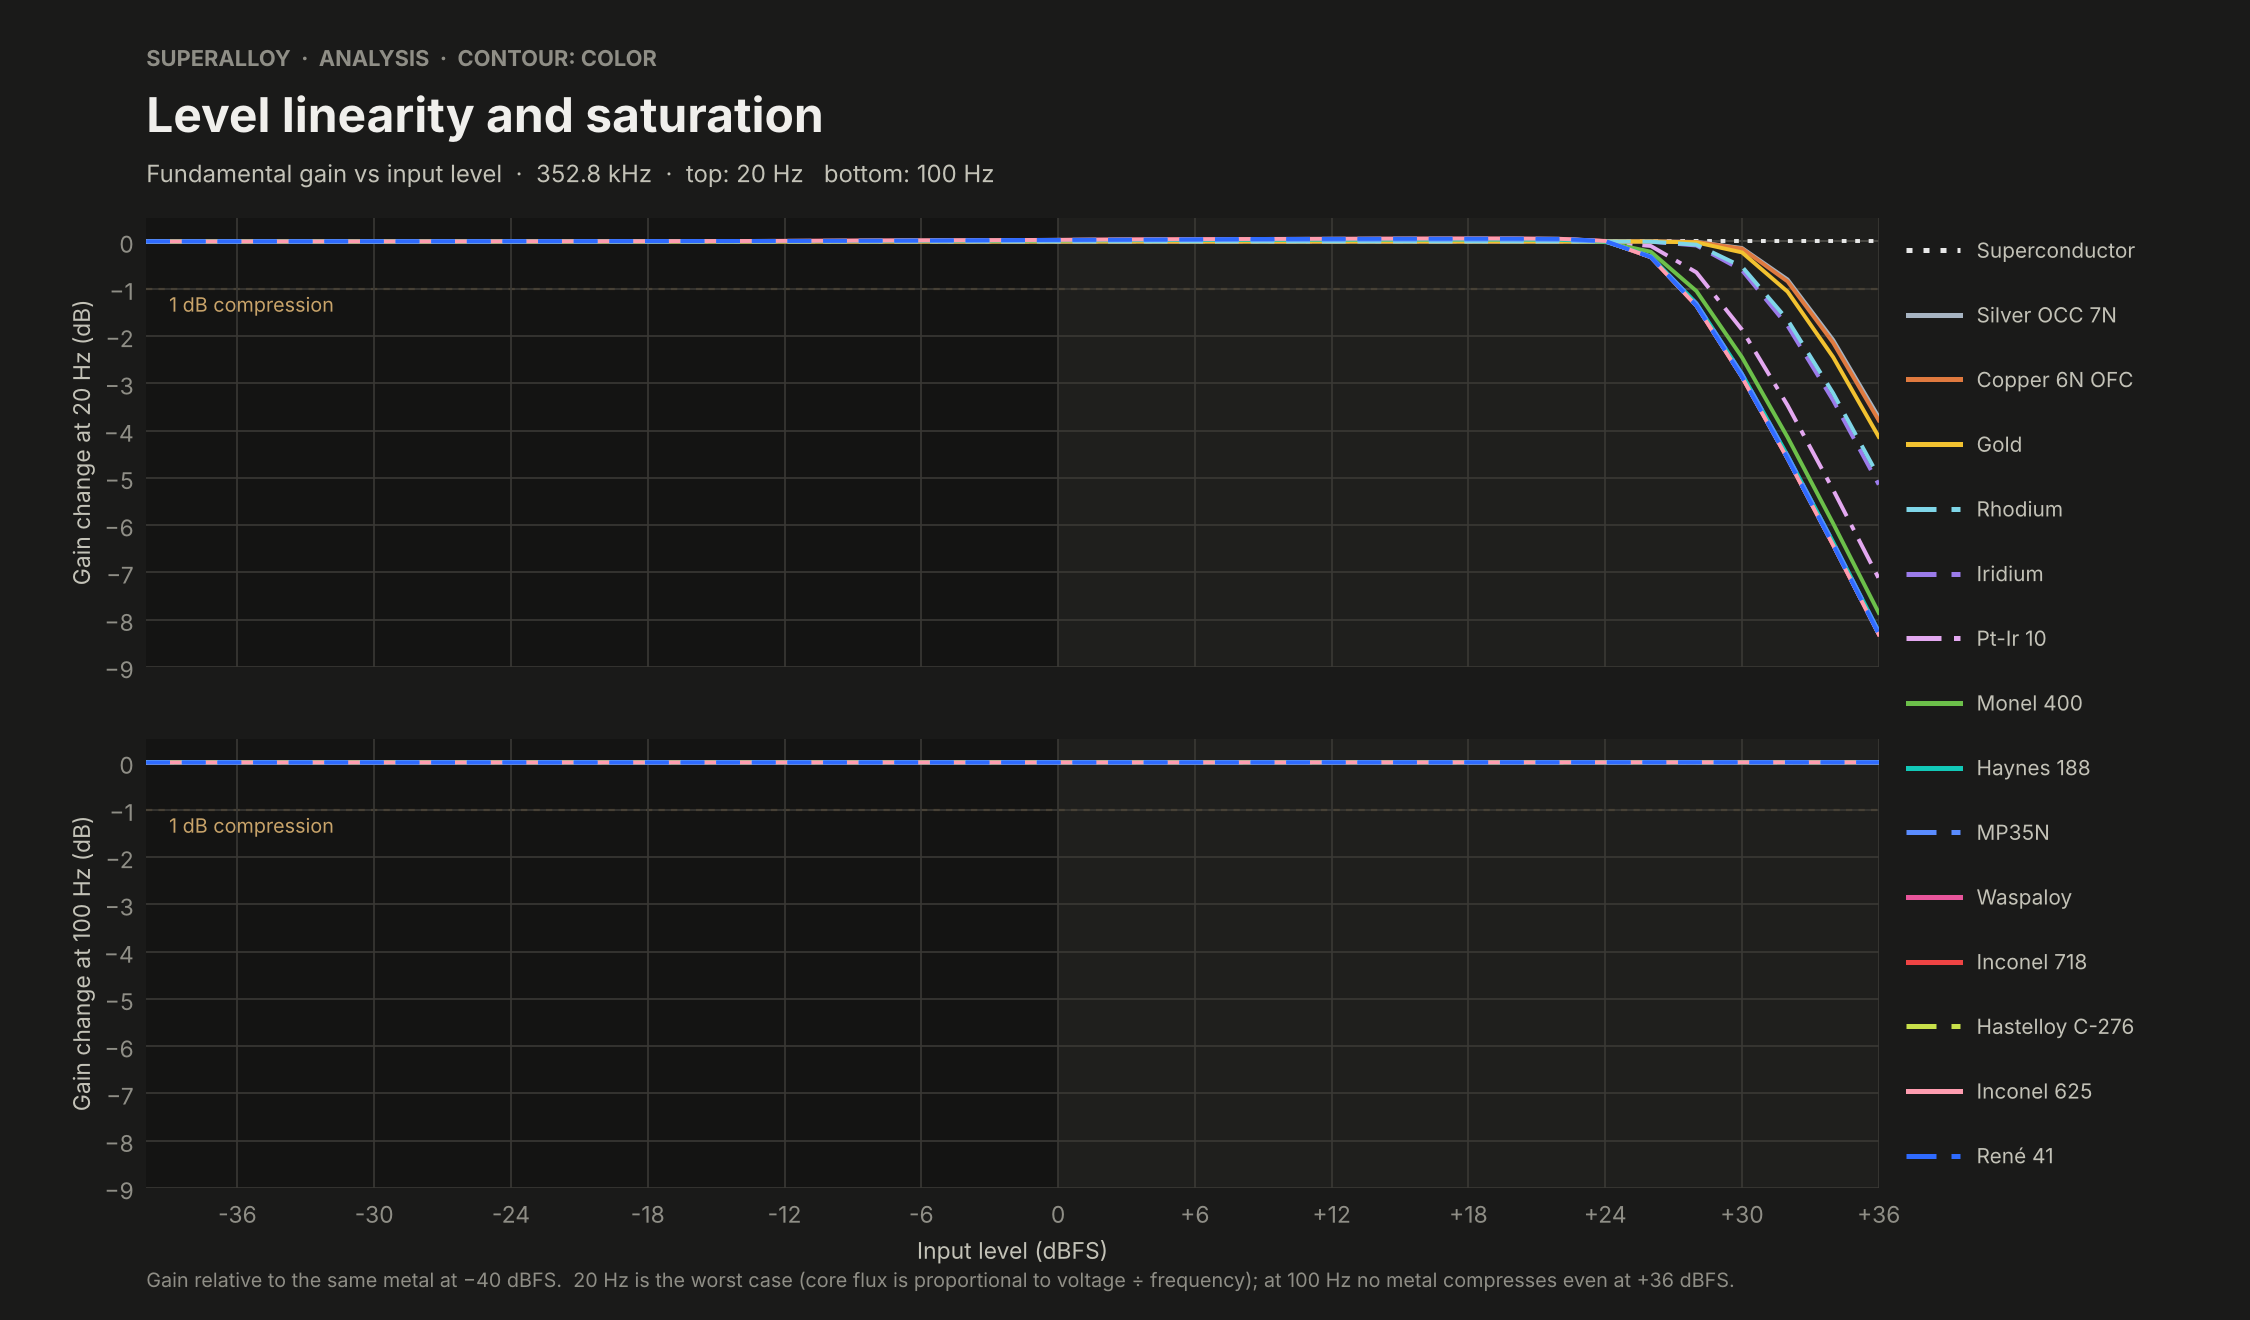 SUPERALLOY · ANALYSIS · CONTOUR: COLOR
Level linearity and saturation
Fundamental gain vs input level · 352.8 kHz · top: 20 Hz bottom: 100 Hz
Gain change at 20 Hz (dB)
0
−1
−2
−3
−4
−5
−6
−7
−8
−9
1 dB compression
Gain change at 100 Hz (dB)
0
−1
−2
−3
−4
−5
−6
−7
−8
−9
1 dB compression
-36 -30 -24 -18 -12 -6 0 +6 +12 +18 +24 +30 +36
Input level (dBFS)
Superconductor
Silver OCC 7N
Copper 6N OFC
Gold
Rhodium
Iridium
Pt-Ir 10
Monel 400
Haynes 188
MP35N
Waspaloy
Inconel 718
Hastelloy C-276
Inconel 625
René 41
Gain relative to the same metal at −40 dBFS. 20 Hz is the worst case (core flux is proportional to voltage ÷ frequency); at 100 Hz no metal compresses even at +36 dBFS.